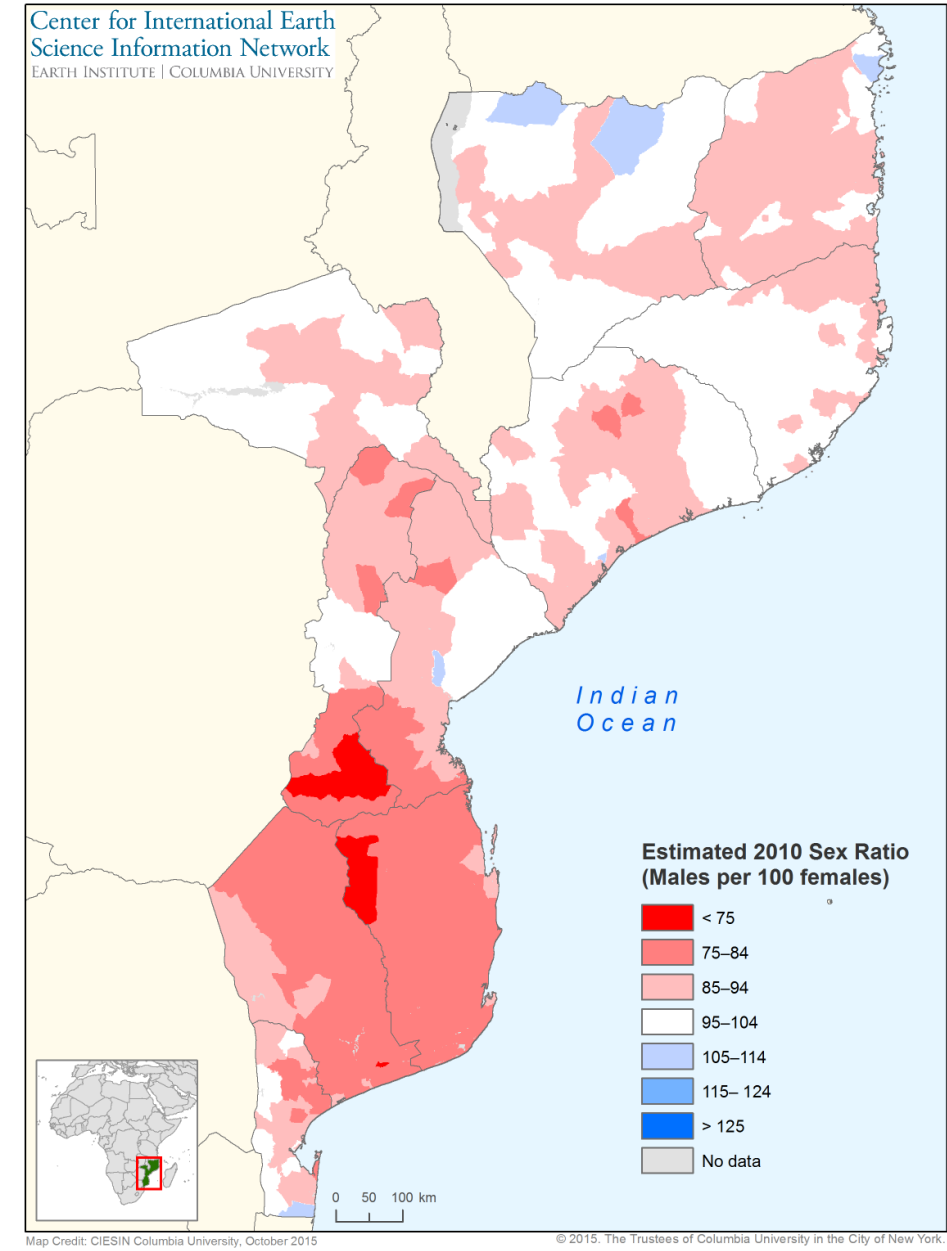 Center for International Earth
Science Information Network
EARTH INSTITUTE | COLUMBIA UNIVERSITY
Indian
Ocean
Estimated 2010 Sex Ratio
(Males per 100 females)
< 75
75–84
85–94
95–104
105–114
115– 124
> 125
No data
0 50 100 km
Map Credit: CIESIN Columbia University, October 2015
© 2015. The Trustees of Columbia University in the City of New York.